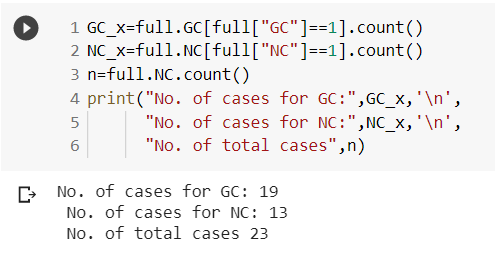 1 GC_x=full.GC[full["GC"]==1].count()
2 NC_x=full.NC[full["NC"]==1].count()
3 n=full.NC.count()
4 print("No. of cases for GC:",GC_x,'\n',
5       "No. of cases for NC:",NC_x,'\n',
6       "No. of total cases",n)
No. of cases for GC: 19
 No. of cases for NC: 13
 No. of total cases 23